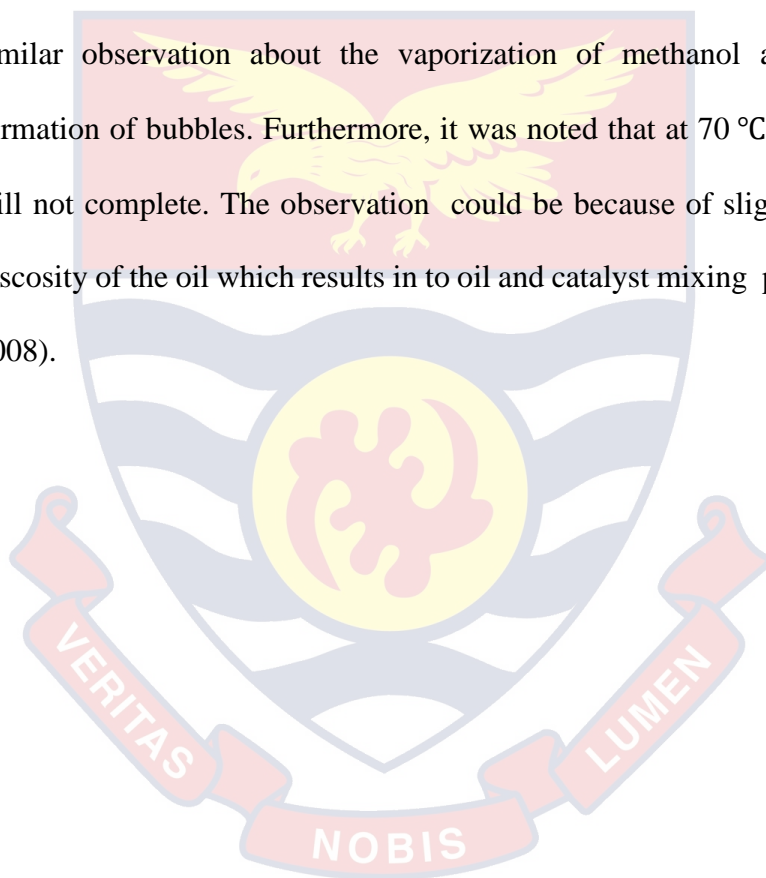 milar observation about the vaporization of methanol a
rmation of bubbles. Furthermore, it was noted that at 70 °C
ill not complete. The observation could be because of slig
scosity of the oil which results in to oil and catalyst mixing p
008).
VERITAS
NOBIS
LUMEN